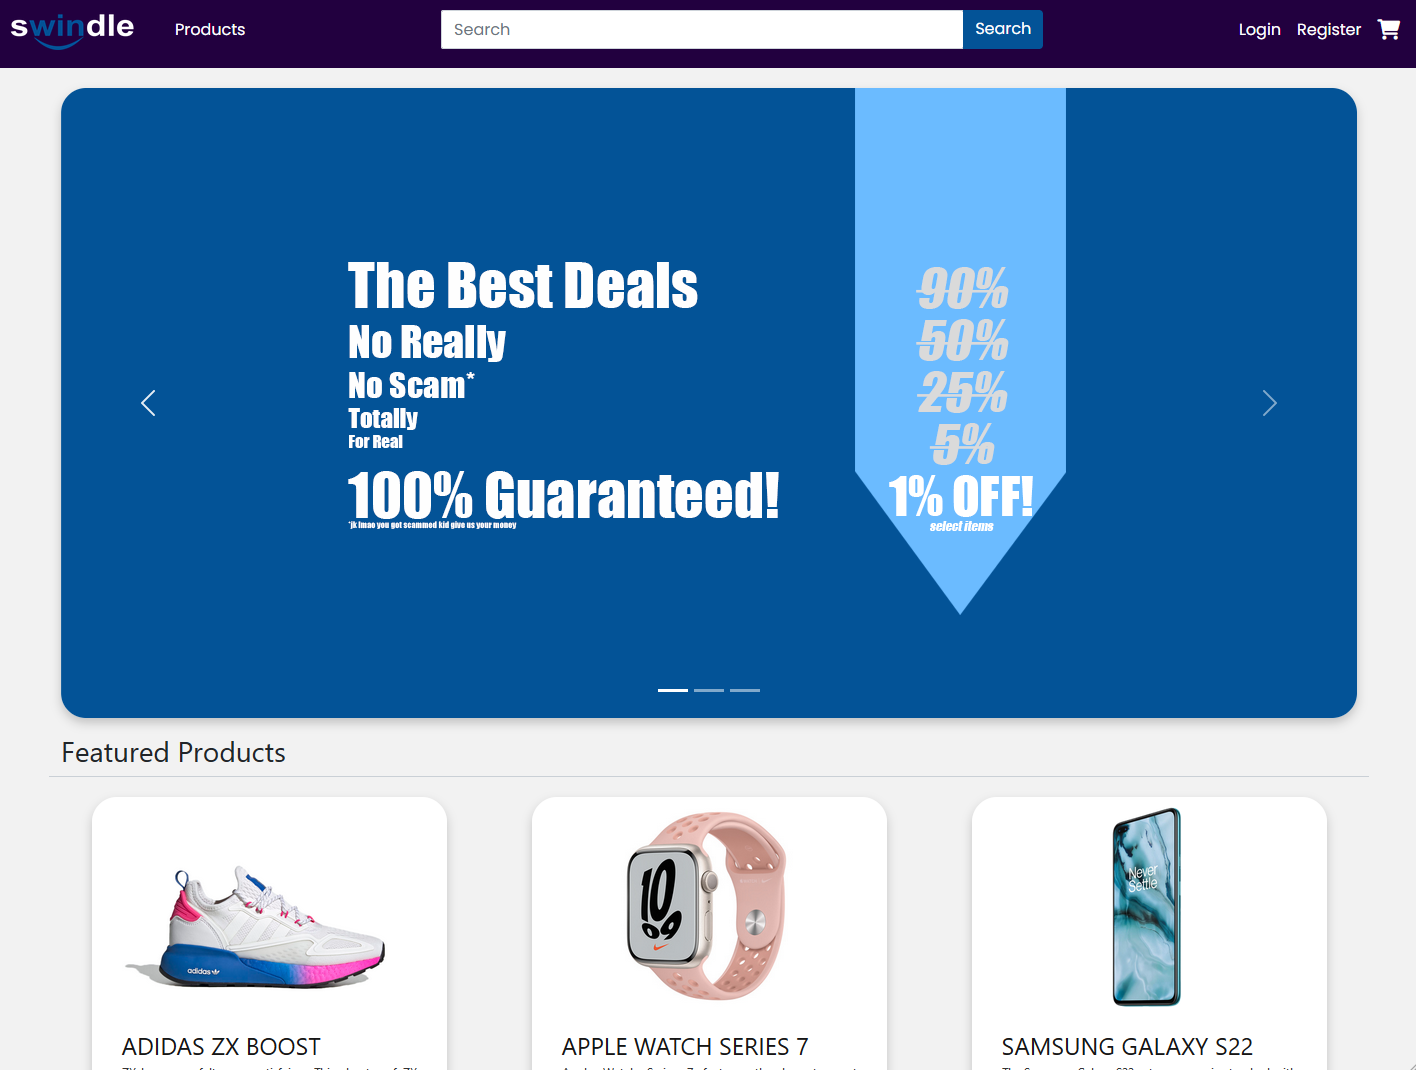 swindle
Products
Search
Search
Login
Register
The Best Deals
No Really
No Scam*
Totally
For Real
100% Guaranteed!
*jk lmao you got scammed kid give us your money
90%
50%
25%
5%
1% OFF!
select items
Featured Products
adidas
10
09
Never
Settle
ADIDAS ZX BOOST
APPLE WATCH SERIES 7
SAMSUNG GALAXY S22